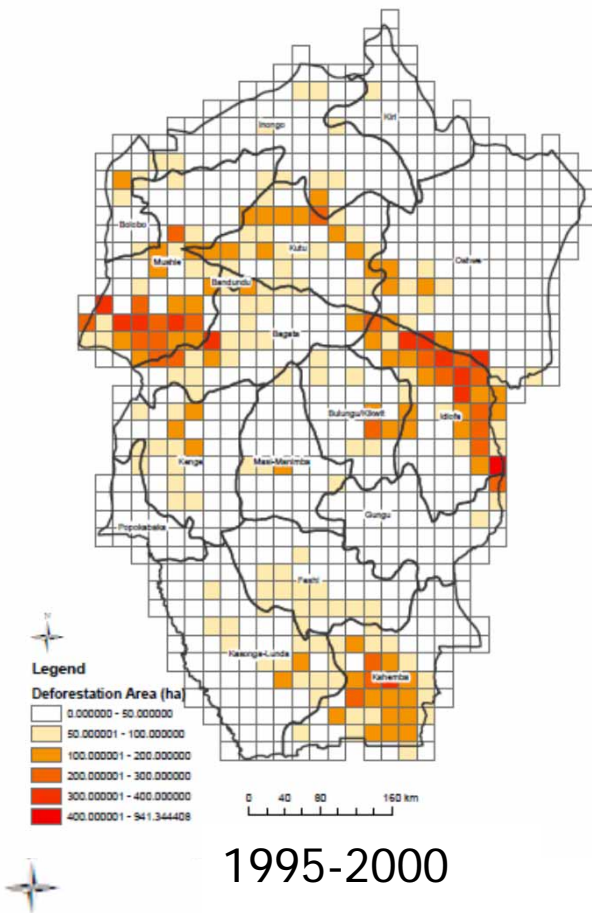 Kiri
Inongo
Bolobo
Kutu
Oshwe
Mushie
Bandundu
Bagata
Bulungu/Kikwit
Idiofa
Kenge
Masi-Manimba
Gungu
Popokabaka
Feshi
Kasongo-Lunda
Kahemba
N
Legend
Deforestation Area (ha)
0.000000 - 50.000000
50.000001 - 100.000000
100.000001 - 200.000000
200.000001 - 300.000000
300.000001 - 400.000000
400.000001 - 941.344408
0 40 80 160 km
1995-2000